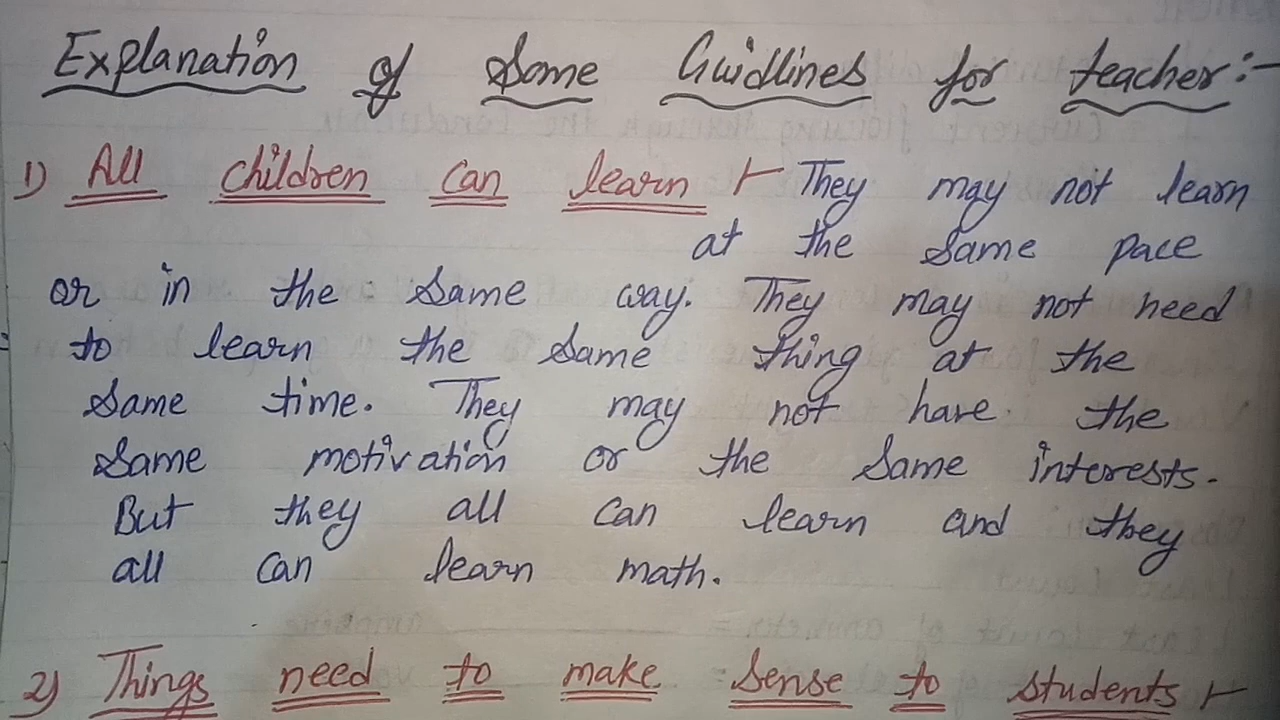 Explanation of Some Guidlines for teacher:-
1) All children can learn :- They may not learn
at the same pace
or in the same way. They may not need
to learn the same thing at the
same time. They may not have the
same motivation or the same interests.
But they all can learn and they
all can learn math.
2) Things need to make sense to students :-